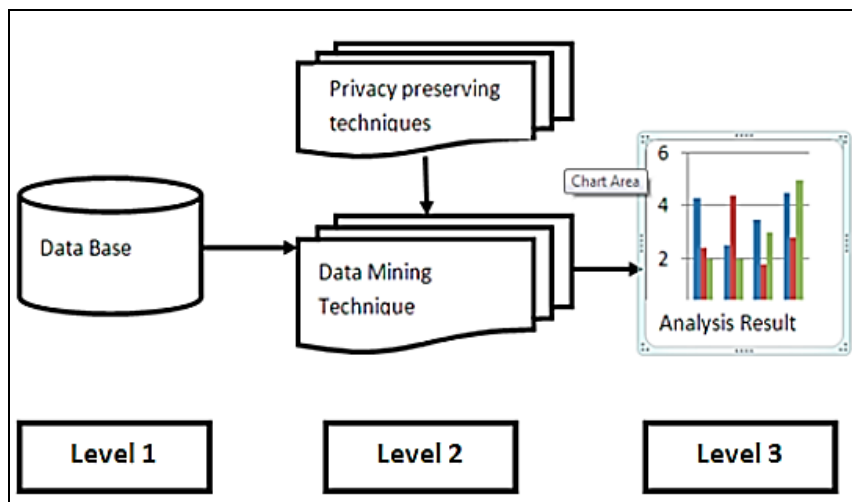 Privacy preserving
techniques
Data Base
Data Mining
Technique
Chart Area
6
4
2
Analysis Result
Level 1
Level 2
Level 3